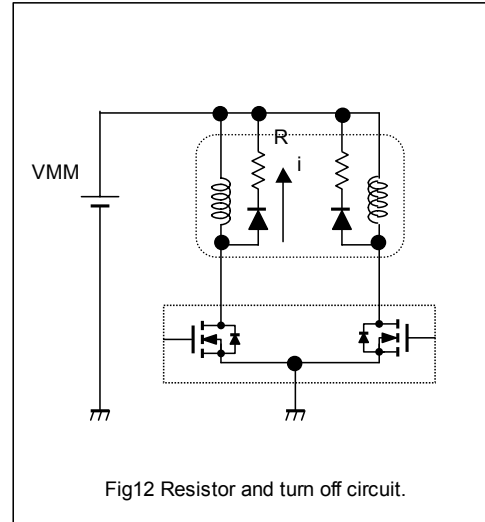 R
i
VMM
Fig12 Resistor and turn off circuit.